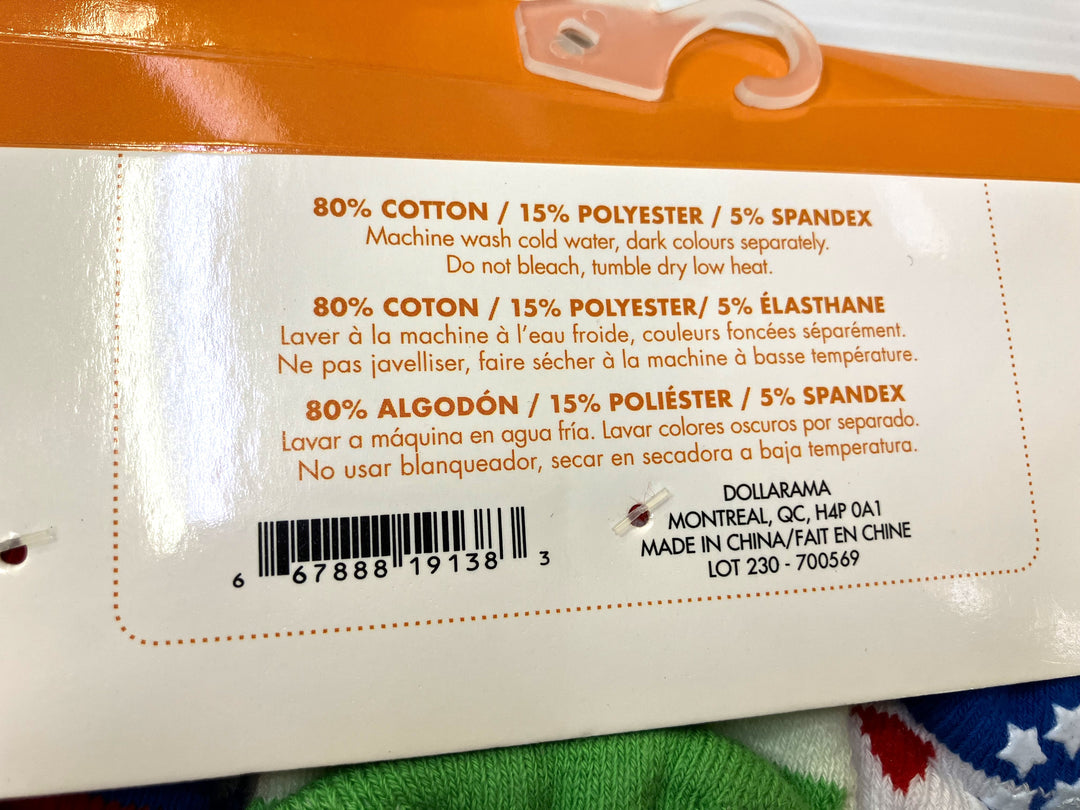 80% COTTON / 15% POLYESTER / 5% SPANDEX
Machine wash cold water, dark colours separately.
Do not bleach, tumble dry low heat.
80% COTON / 15% POLYESTER/ 5% ÉLASTHANE
Laver à la machine à l'eau froide, couleurs foncées séparément.
Ne pas javelliser, faire sécher à la machine à basse température.
80% ALGODÓN / 15% POLIÉSTER / 5% SPANDEX
Lavar a máquina en agua fría. Lavar colores oscuros por separado.
No usar blanqueador, secar en secadora a baja temperatura.
6 67888 19138 3
DOLLARAMA
MONTREAL, QC, H4P 0A1
MADE IN CHINA/FAIT EN CHINE
LOT 230 - 700569